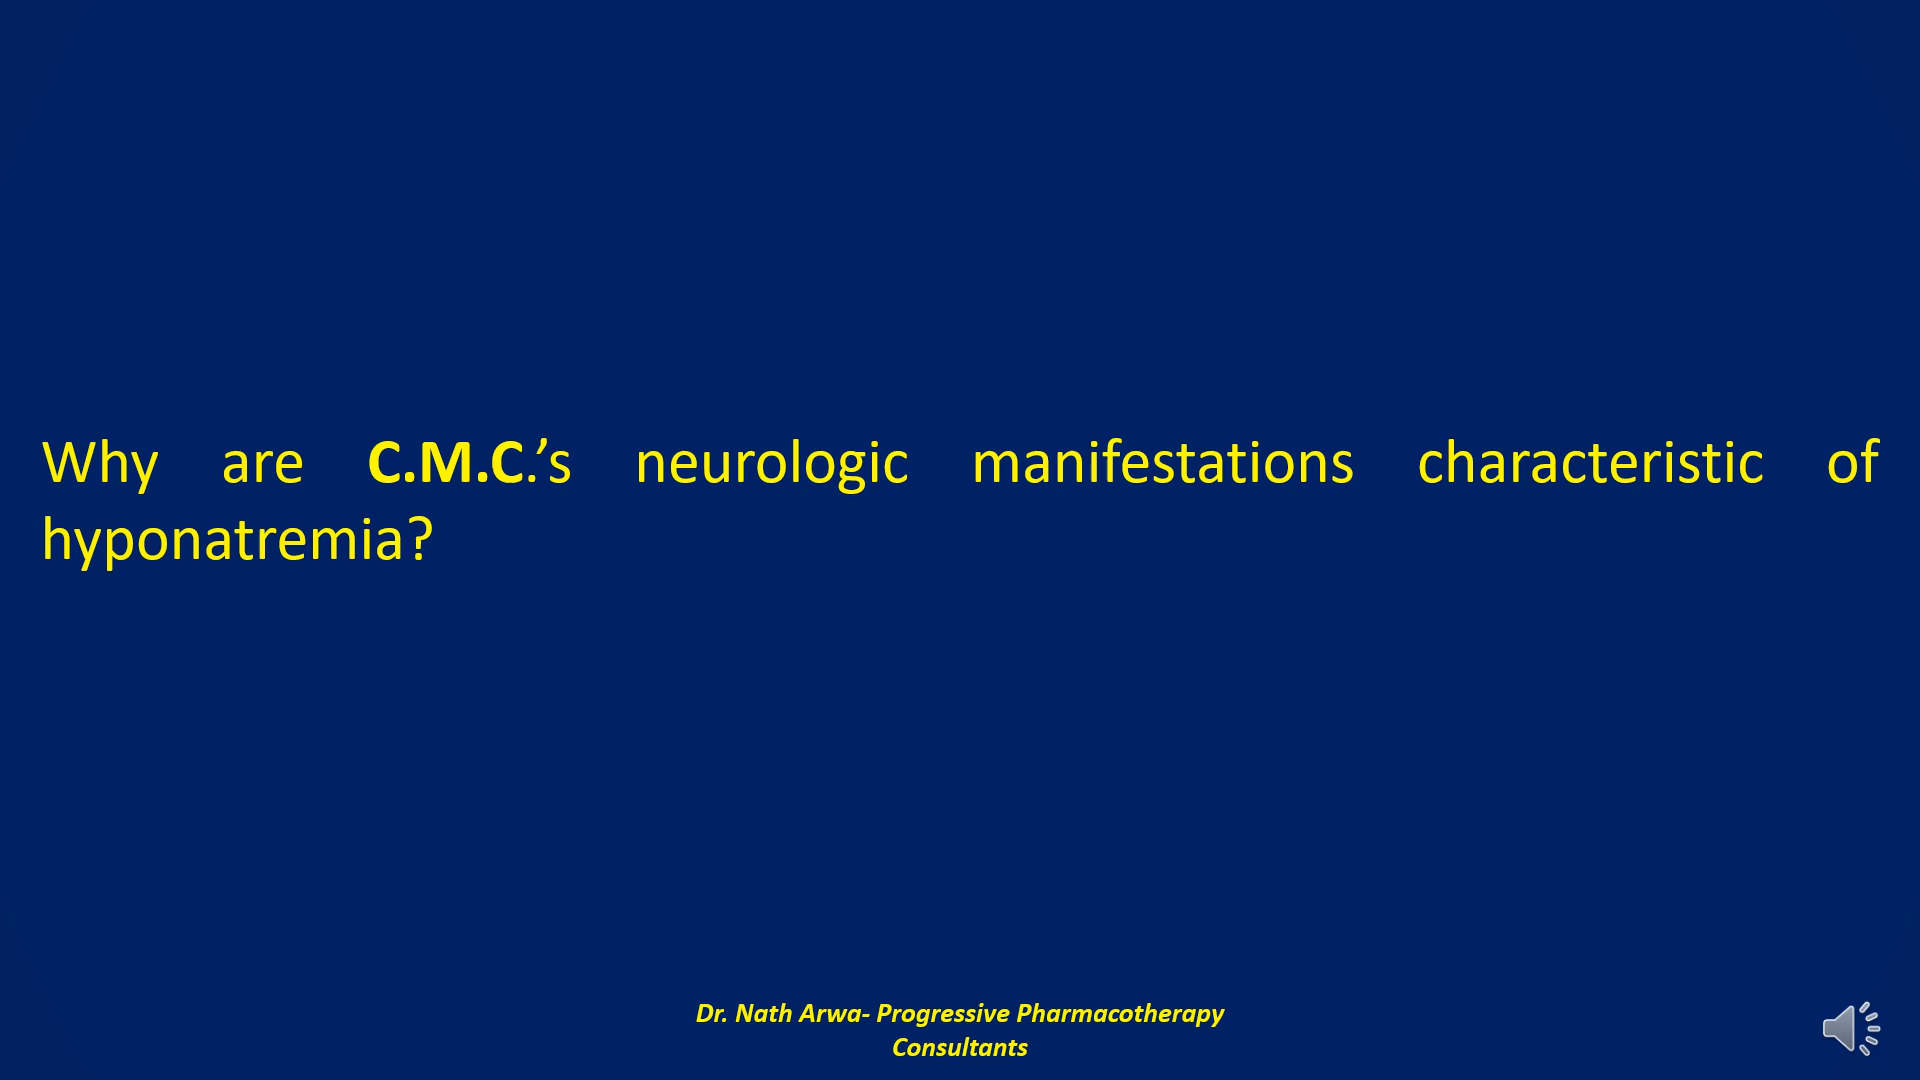 Why are C.M.C.’s neurologic manifestations characteristic of
hyponatremia?
Dr. Nath Arwa- Progressive Pharmacotherapy
Consultants